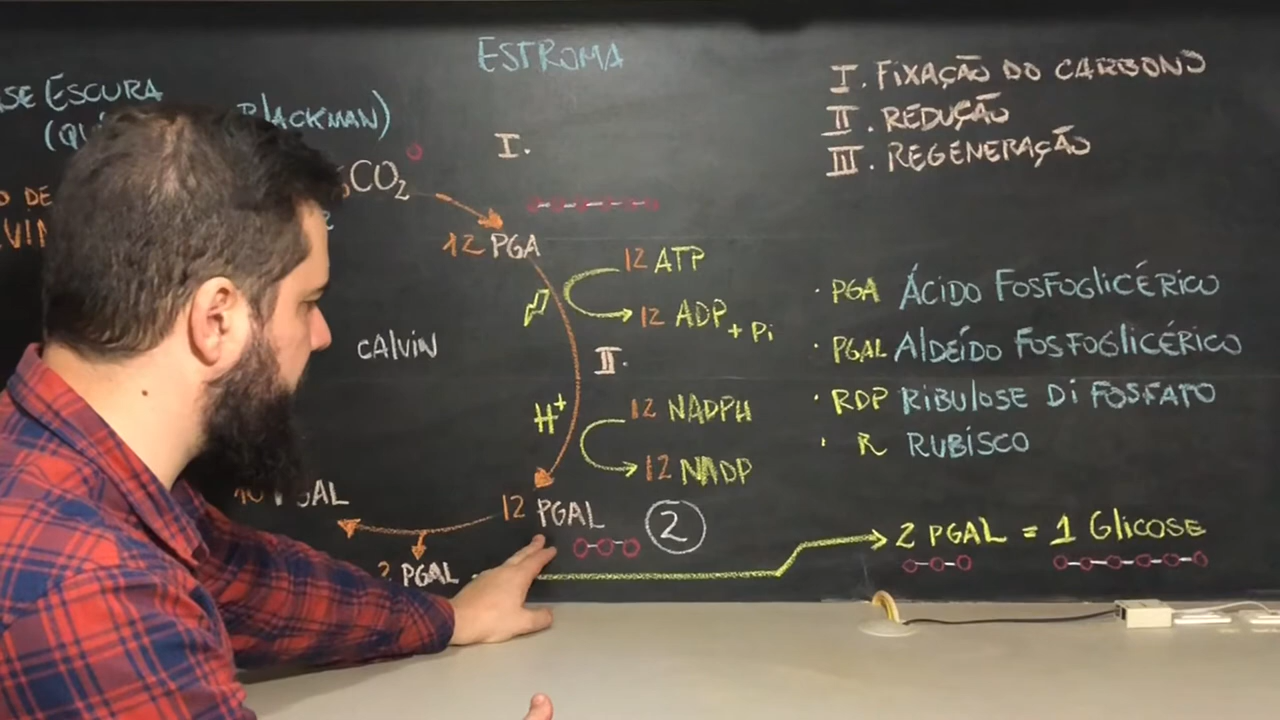 ESTROMA
ESCURA
BLACKMAN)
I. FIXAÇÃO DO CARBONO
II. REDUÇÃO
III. REGENERAÇÃO
I.
CO2
DE
12 PGA
12 ATP
12 ADP + Pi
CALVIN
II.
H+
12 NADPH
12 NADP
• PGA ÁCIDO FOSFOGLICÉRICO
• PGAL ALDEÍDO FOSFOGLICÉRICO
• RDP RIBULOSE DI FOSFATO
• R RUBISCO
12 PGAL
2
2 PGAL
2 PGAL = 1 GlICOSE